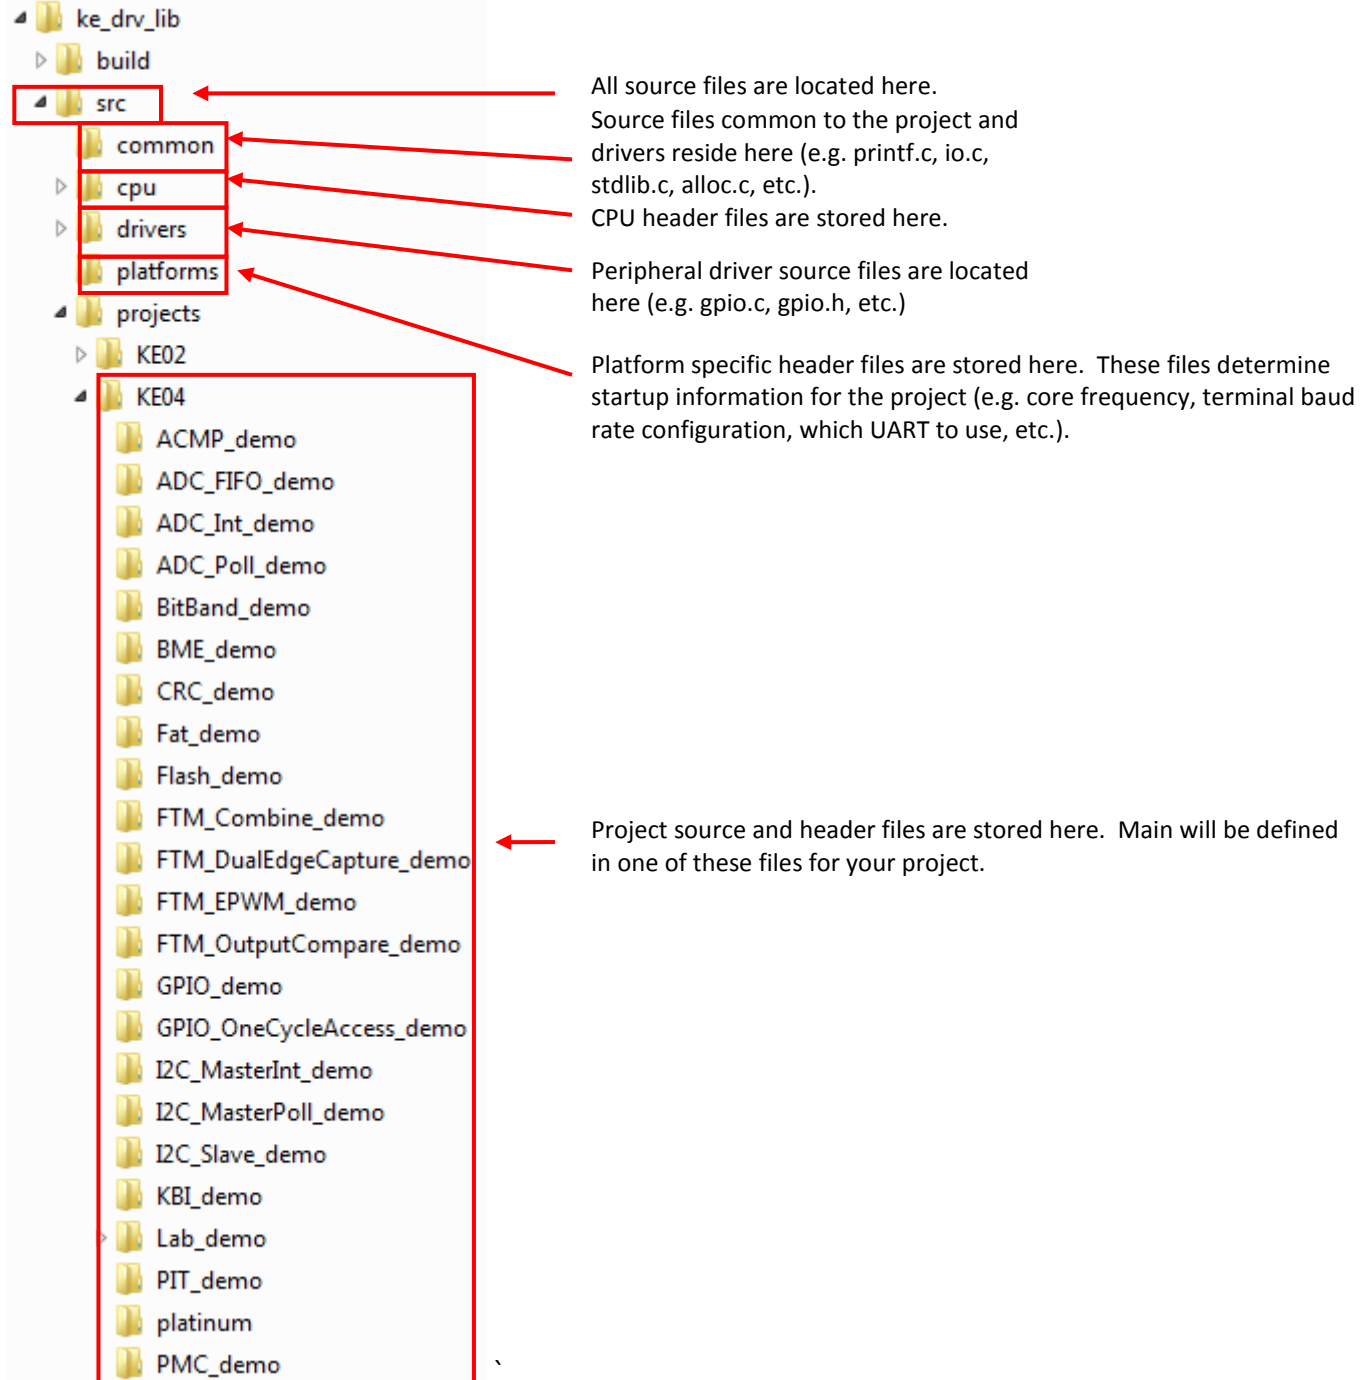 ke_drv_lib
build
src
common
cpu
drivers
platforms
projects
KE02
KE04
ACMP_demo
ADC_FIFO_demo
ADC_Int_demo
ADC_Poll_demo
BitBand_demo
BME_demo
CRC_demo
Fat_demo
Flash_demo
FTM_Combine_demo
FTM_DualEdgeCapture_demo
FTM_EPWM_demo
FTM_OutputCompare_demo
GPIO_demo
GPIO_OneCycleAccess_demo
I2C_MasterInt_demo
I2C_MasterPoll_demo
I2C_Slave_demo
KBI_demo
Lab_demo
PIT_demo
platinum
PMC_demo
All source files are located here.
Source files common to the project and
drivers reside here (e.g. printf.c, io.c,
stdlib.c, alloc.c, etc.).
CPU header files are stored here.
Peripheral driver source files are located
here (e.g. gpio.c, gpio.h, etc.)
Platform specific header files are stored here.  These files determine
startup information for the project (e.g. core frequency, terminal baud
rate configuration, which UART to use, etc.).
Project source and header files are stored here.  Main will be defined
in one of these files for your project.
`